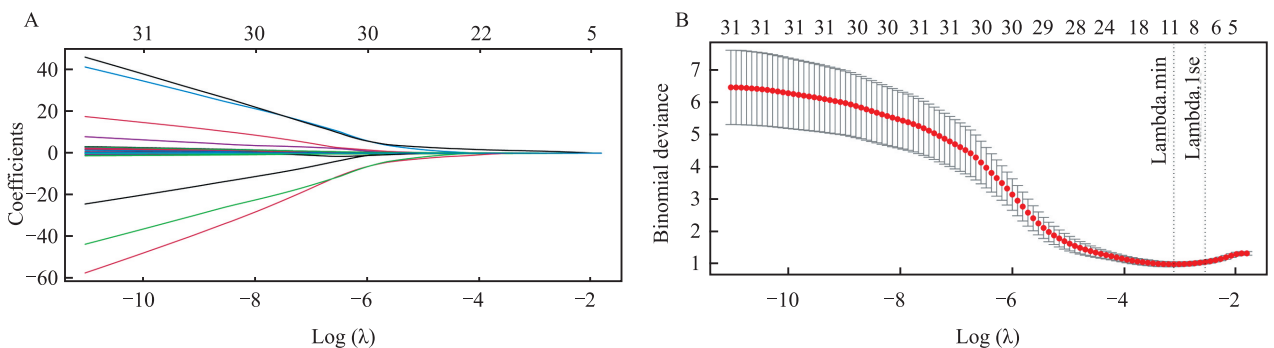 A
31 30 30 22 5
Coefficients
40
20
0
−20
−40
−60
−10 −8 −6 −4 −2
Log (λ)
B
31 31 31 31 30 30 31 31 31 30 30 29 28 24 18 11 8 6 5
Binomial deviance
7
6
5
4
3
2
1
Lambda.min
Lambda.1se
−10 −8 −6 −4 −2
Log (λ)